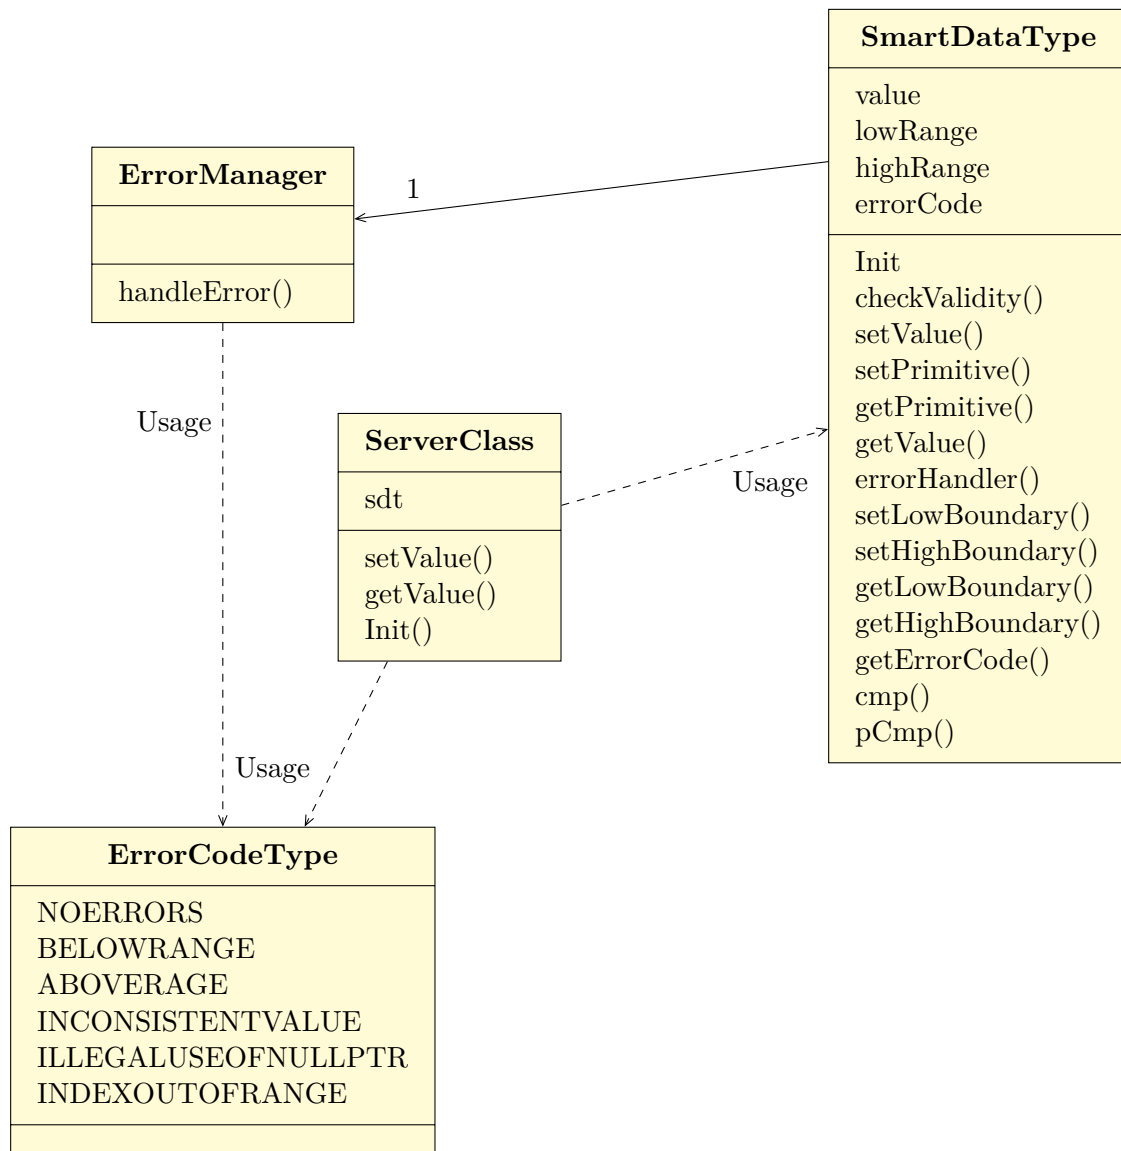 SmartDataType
value
lowRange
highRange
errorCode
Init
checkValidity()
setValue()
setPrimitive()
getPrimitive()
getValue()
errorHandler()
setLowBoundary()
setHighBoundary()
getLowBoundary()
getHighBoundary()
getErrorCode()
cmp()
pCmp()
1
ErrorManager
handleError()
Usage
ServerClass
sdt
setValue()
getValue()
Init()
Usage
Usage
ErrorCodeType
NOERRORS
BELOWRANGE
ABOVERAGE
INCONSISTENTVALUE
ILLEGALUSEOFNULLPTR
INDEXOUTOFRANGE